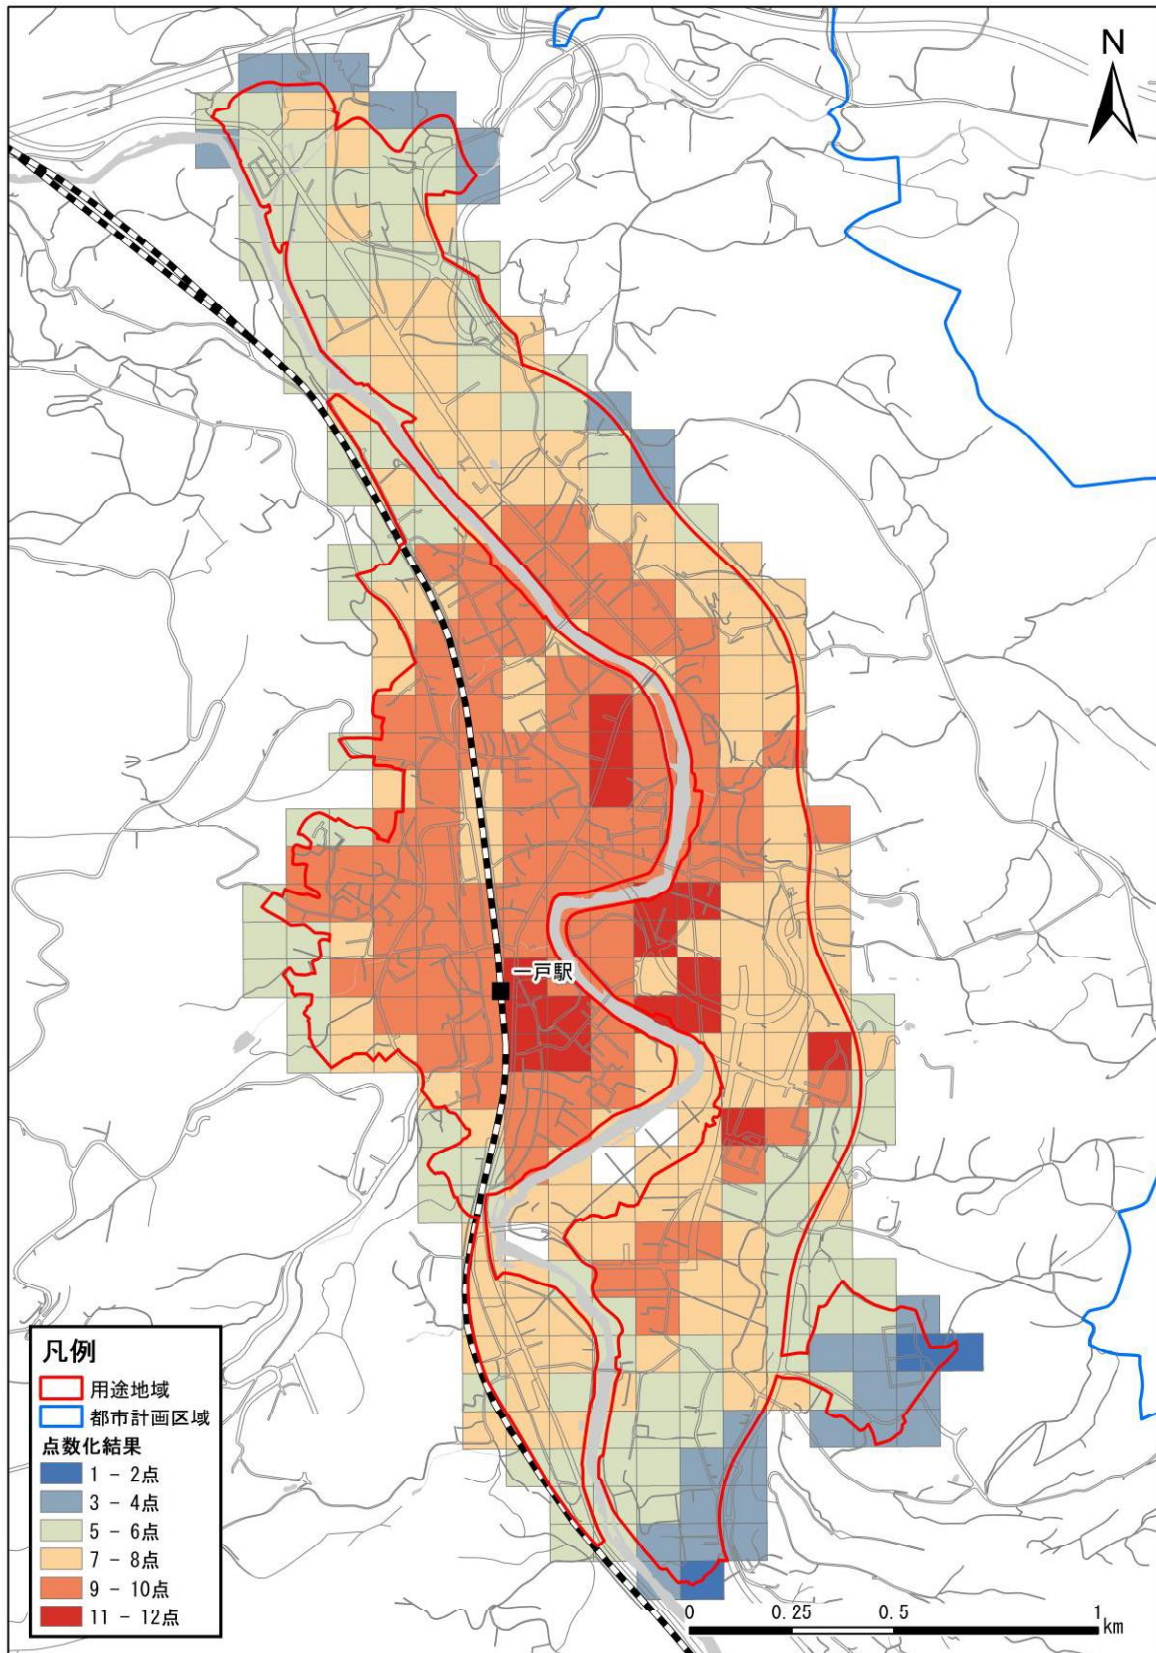 N
一戸駅
凡例
用途地域
都市計画区域
点数化結果
1 - 2点
3 - 4点
5 - 6点
7 - 8点
9 - 10点
11 - 12点
0 0.25 0.5 1
km